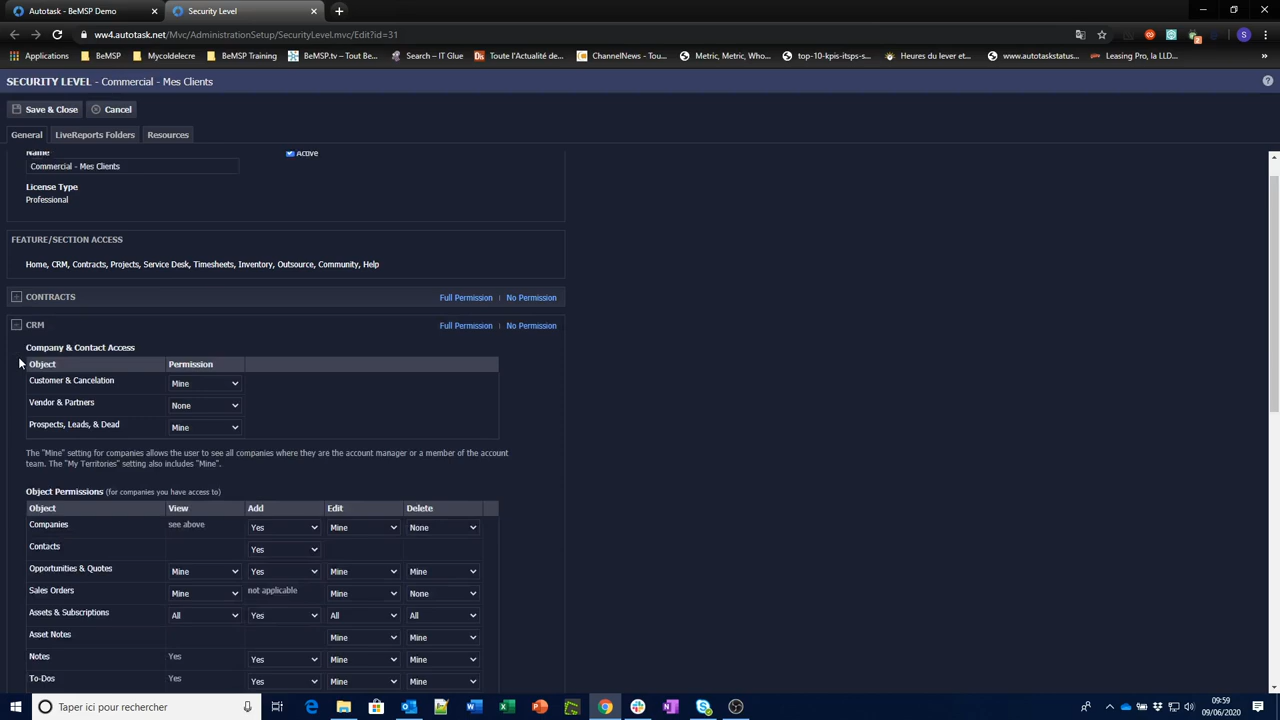 Autotask - BeMSP Demo
Security Level
ww4.autotask.net/Mvc/AdministrationSetup/SecurityLevel.mvc/Edit?id=31
Applications
BeMSP
Mycoldelecre
BeMSP Training
BeMSP.tv – Tout Be...
Search – IT Glue
Toute l'Actualité de...
ChannelNews - Tou...
Metric, Metric, Who...
top-10-kpis-itsps-s...
Heures du lever et...
www.autotaskstatus...
Leasing Pro, la LLD...
SECURITY LEVEL - Commercial - Mes Clients
Save & Close
Cancel
General
LiveReports Folders
Resources
Name
Active
Commercial - Mes Clients
License Type
Professional
FEATURE/SECTION ACCESS
Home, CRM, Contracts, Projects, Service Desk, Timesheets, Inventory, Outsource, Community, Help
CONTRACTS Full Permission | No Permission
CRM Full Permission | No Permission
Company & Contact Access
Object Permission
Customer & Cancelation Mine
Vendor & Partners None
Prospects, Leads, & Dead Mine
The "Mine" setting for companies allows the user to see all companies where they are the account manager or a member of the account
team. The "My Territories" setting also includes "Mine".
Object Permissions (for companies you have access to)
Object View Add Edit Delete
Companies see above Yes Mine None
Contacts Yes
Opportunities & Quotes Mine Yes Mine Mine
Sales Orders Mine not applicable Mine None
Assets & Subscriptions All Yes All All
Asset Notes Mine Mine
Notes Yes Yes Mine Mine
To-Dos Yes Yes Mine Mine
Taper ici pour rechercher
09:59
09/06/2020